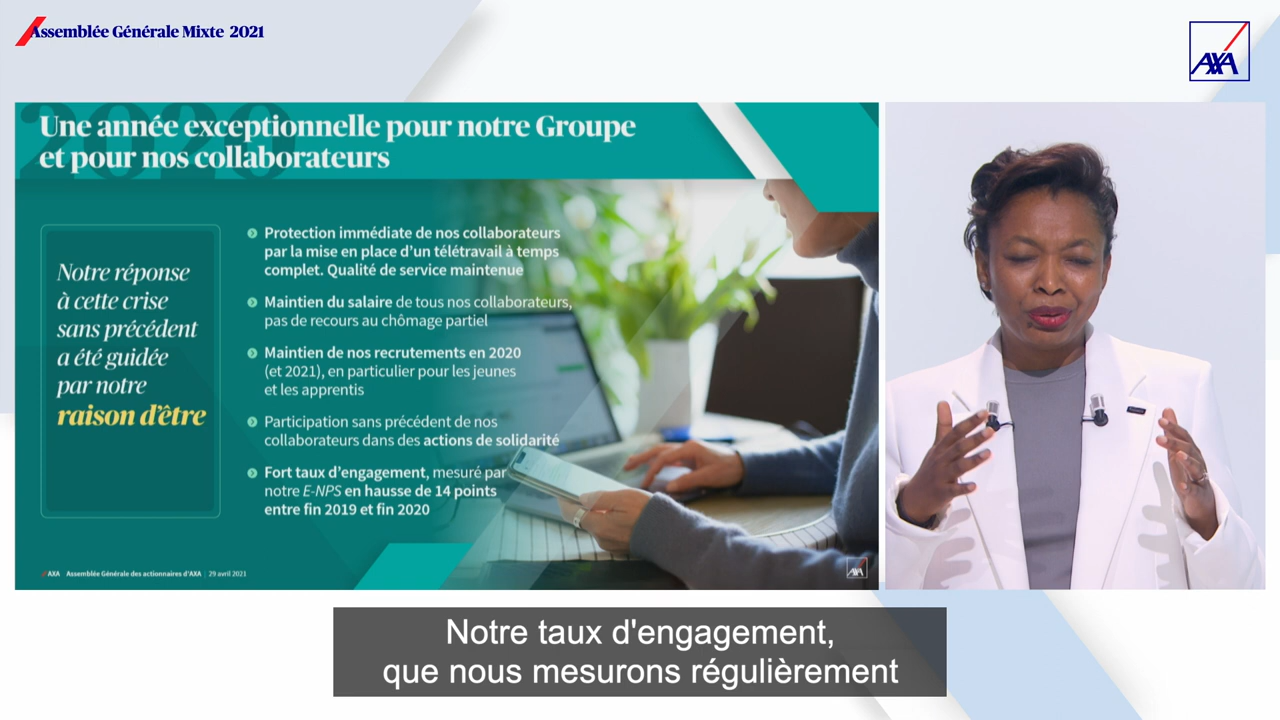 Assemblée Générale Mixte 2021
AXA
2020
Une année exceptionnelle pour notre Groupe
et pour nos collaborateurs
Notre réponse
à cette crise
sans précédent
a été guidée
par notre
raison d'être
Protection immédiate de nos collaborateurs
par la mise en place d'un télétravail à temps
complet. Qualité de service maintenue
Maintien du salaire de tous nos collaborateurs,
pas de recours au chômage partiel
Maintien de nos recrutements en 2020
(et 2021), en particulier pour les jeunes
et les apprentis
Participation sans précédent de nos
collaborateurs dans des actions de solidarité
Fort taux d'engagement, mesuré par
notre E-NPS en hausse de 14 points
entre fin 2019 et fin 2020
AXA Assemblée Générale des actionnaires d'AXA | 29 avril 2021
AXA
Notre taux d'engagement,
que nous mesurons régulièrement